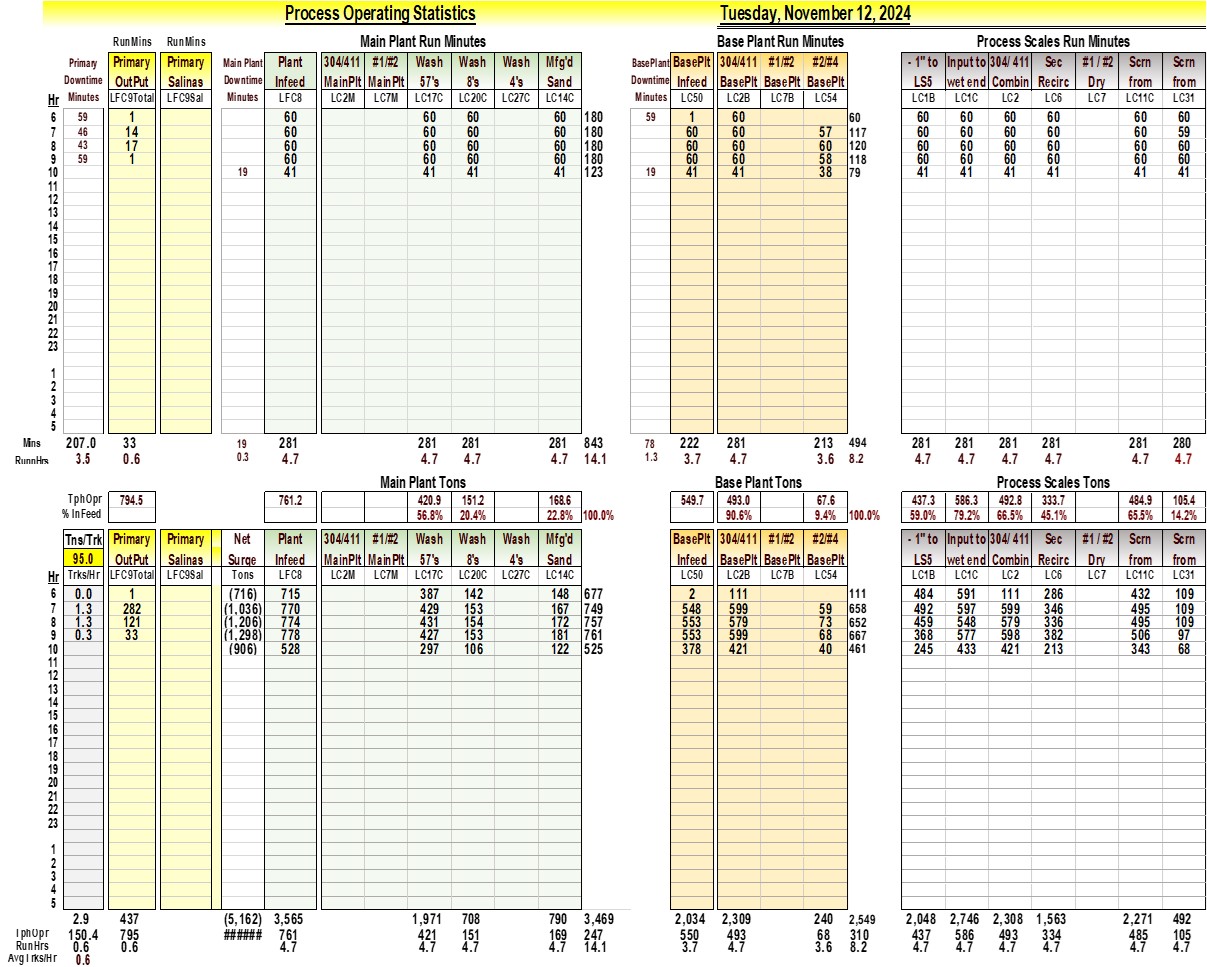 Process Operating Statistics Tuesday, November 12, 2024
RunMins RunMins Main Plant Run Minutes Base Plant Run Minutes Process Scales Run Minutes
Primary Primary Primary Main Plant Plant 304/411 #1/#2 Wash Wash Wash Mfg'd BasePlant BasePlt 304/411 #1/#2 #2/#4 - 1" to Input to 304/ 411 Sec #1 / #2 Scrn Scrn
Downtime OutPut Salinas Downtime Infeed MainPlt MainPlt 57's 8's 4's Sand Downtime Infeed BasePlt BasePlt BasePlt LS5 wet end Combin Recirc Dry from from
Hr Minutes LFC9Total LFC9Sal Minutes LFC8 LC2M LC7M LC17C LC20C LC27C LC14C Minutes LC50 LC2B LC7B LC54 LC1B LC1C LC2 LC6 LC7 LC11C LC31
6 59 1 60 60 60 60 180 59 1 60 60 60 60 60 60 60 60
7 46 14 60 60 60 60 180 60 60 57 117 60 60 60 60 60 59
8 43 17 60 60 60 60 180 60 60 60 120 60 60 60 60 60 60
9 59 1 60 60 60 60 180 60 60 58 118 60 60 60 60 60 60
10 19 41 41 41 41 123 19 41 41 38 79 41 41 41 41 41 41
11
12
13
14
15
16
17
18
19
20
21
22
23
1
2
3
4
5
Mins 207.0 33 19 281 281 281 281 843 78 222 281 213 494 281 281 281 281 281 280
RunnHrs 3.5 0.6 0.3 4.7 4.7 4.7 4.7 14.1 1.3 3.7 4.7 3.6 8.2 4.7 4.7 4.7 4.7 4.7 4.7
Main Plant Tons Base Plant Tons Process Scales Tons
TphOpr 794.5 761.2 420.9 151.2 168.6 549.7 493.0 67.6 437.3 586.3 492.8 333.7 484.9 105.4
% InFeed 56.8% 20.4% 22.8% 100.0% 90.6% 9.4% 100.0% 59.0% 79.2% 66.5% 45.1% 65.5% 14.2%
Tns/Trk Primary Primary Net Plant 304/411 #1/#2 Wash Wash Wash Mfg'd BasePlt 304/411 #1/#2 #2/#4 - 1" to Input to 304/ 411 Sec #1 / #2 Scrn Scrn
95.0 OutPut Salinas Surge Infeed MainPlt MainPlt 57's 8's 4's Sand Infeed BasePlt BasePlt BasePlt LS5 wet end Combin Recirc Dry from from
Hr Trks/Hr LFC9Total LFC9Sal Tons LFC8 LC2M LC7M LC17C LC20C LC27C LC14C LC50 LC2B LC7B LC54 LC1B LC1C LC2 LC6 LC7 LC11C LC31
6 0.0 1 (716) 715 387 142 148 677 2 111 111 484 591 111 286 432 109
7 1.3 282 (1,036) 770 429 153 167 749 548 599 59 658 492 597 599 346 495 109
8 1.3 121 (1,206) 774 431 154 172 757 553 579 73 652 459 548 579 336 495 109
9 0.3 33 (1,298) 778 427 153 181 761 553 599 68 667 368 577 598 382 506 97
10 (906) 528 297 106 122 525 378 421 40 461 245 433 421 213 343 68
11
12
13
14
15
16
17
18
19
20
21
22
23
1
2
3
4
5
2.9 437 (5,162) 3,565 1,971 708 790 3,469 2,034 2,309 240 2,549 2,048 2,746 2,308 1,563 2,271 492
TphOpr 150.4 795 ###### 761 421 151 169 247 550 493 68 310 437 586 493 334 485 105
RunHrs 0.6 0.6 4.7 4.7 4.7 4.7 14.1 3.7 4.7 3.6 8.2 4.7 4.7 4.7 4.7 4.7 4.7
AvgTrks/Hr 0.6